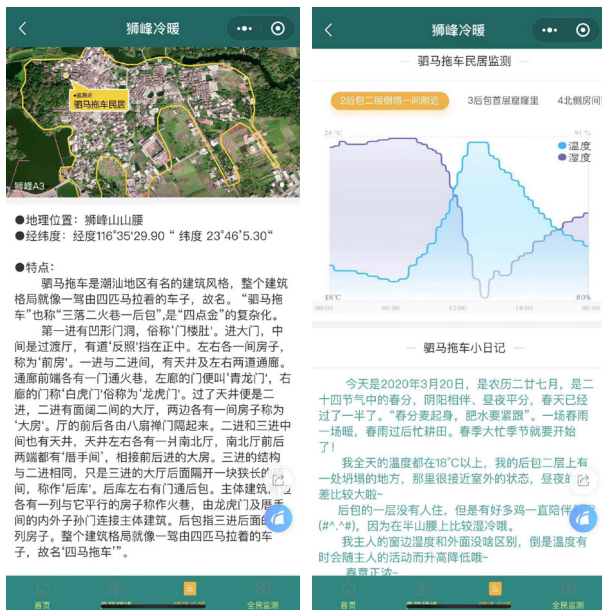 狮峰冷暖
●监测点:
驷马拖车民居
狮峰A3
●地理位置：狮峰山山腰
●经纬度：经度116°35'29.90 “ 纬度 23°46'5.30“
●特点：
驷马拖车是潮汕地区有名的建筑风格，整个建筑
格局就像一驾由四匹马拉着的车子，故名。 “驷马拖
车”也称“三落二火巷一后包”,是“四点金”的复杂化。
第一进有凹形门洞，俗称‘门楼肚'。进大门，中
间是过渡厅，有道‘反照'挡在正中。左右各一间房子，
称为‘前房'。一进与二进间，有天井及左右两道通廊。
通廊前端各有一门通火巷，左廊的门便叫‘青龙门'，右
廊的门称‘白虎门'俗称为‘龙虎门'。过了天井便是二
进，二进有面阔二间的大厅，两边各有一间房子称为
‘大房'。厅的前后各由八扇禅门隔起来。二进和三进中
间也有天井，天井左右各有一爿南北厅，南北厅前后
两端都有‘厝手间'，相接前后进的大房。三进的结构
与二进相同，只是三进的大厅后面隔开一块狭长的
间，称作‘后库'。后库左右有门通后包。主体建筑
各有一列与它平行的房子称作火巷，由龙虎门及厝手
间的内外子孙门连接主体建筑。后包指三进后面的
列房子。整个建筑格局就像一驾由四匹马拉着的车
子，故名‘四马拖车'”。
首页
狮峰冷暖
全民监测
狮峰冷暖
驷马拖车民居监测
2后包二层倒塌一间附近 3后包首层窟窿里 4北侧房间
24 ℃ 91 %
温度
湿度
18℃ 80%
00:00 06:00 12:00 18:00 00:00
驷马拖车小日记
今天是2020年3月20日，是农历二廿七月，是二
十四节气中的春分，阴阳相伴、昼夜平分，春天已经
过了一半了。“春分麦起身，肥水要紧跟”。一场春雨
一场暖，春雨过后忙耕田。春季大忙季节就要开始
了！
我全天的温度都在18℃以上，我的后包二层上有
一处坍塌的地方，那里很接近室外的状态，昼夜的
差比较大啦~
后包的一层没有人住，但是有好多鸡一直陪伴
(#^.^#)，因为在半山腰上比较湿冷哦。
我主人的窗边湿度和外面没啥区别，倒是温度有
时会随主人的活动而升高降低哦~
春意正浓~
首页
狮峰冷暖
全民监测